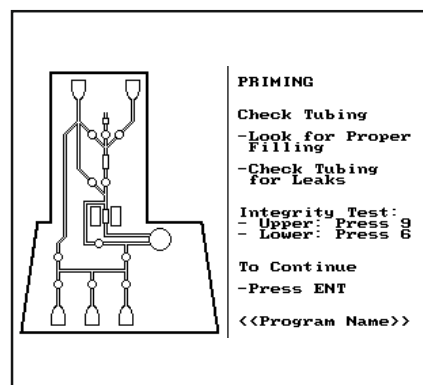 PRIMING
Check Tubing
-Look for Proper
Filling
-Check Tubing
for Leaks
Integrity Test:
- Upper: Press 9
- Lower: Press 6
To Continue
-Press ENT
<<Program Name>>